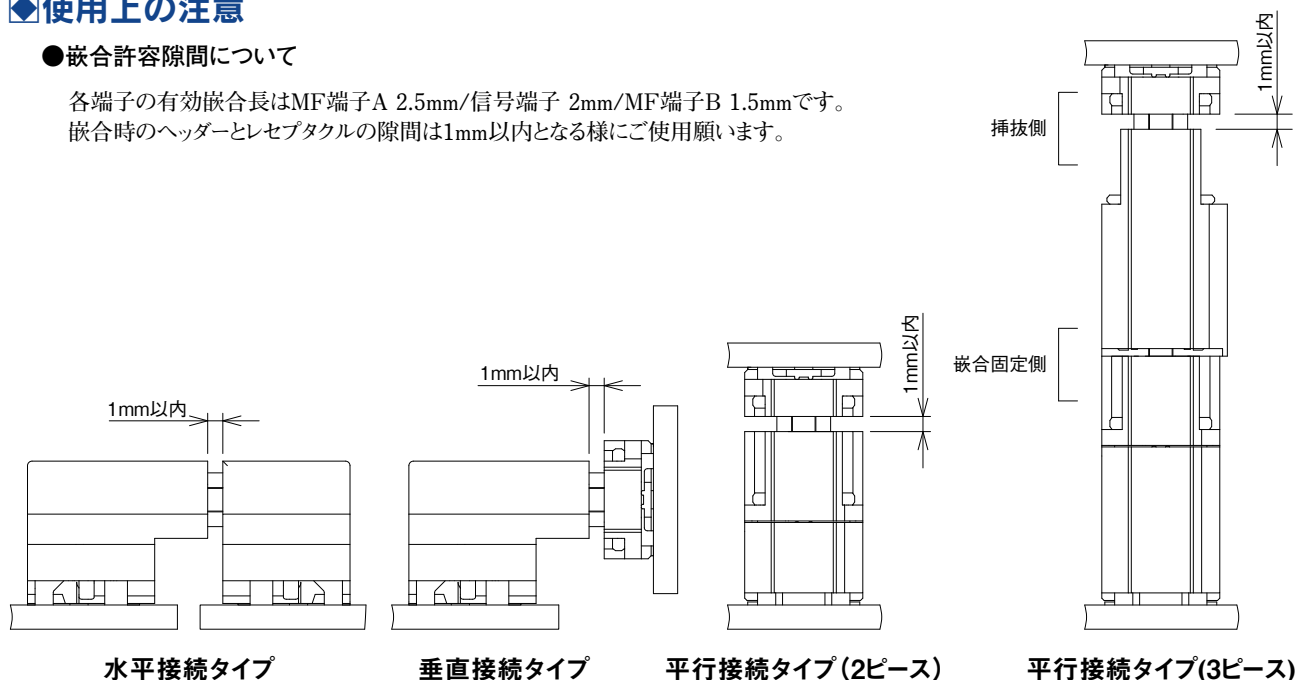 ◆使用上の注意
●嵌合許容隙間について
各端子の有効嵌合長はMF端子A 2.5mm/信号端子 2mm/MF端子B 1.5mmです。
嵌合時のヘッダーとレセプタクルの隙間は1mm以内となる様にご使用願います。
1mm以内
挿抜側
嵌合固定側
1mm以内
1mm以内
1mm以内
水平接続タイプ
垂直接続タイプ
平行接続タイプ(2ピース)
平行接続タイプ(3ピース)